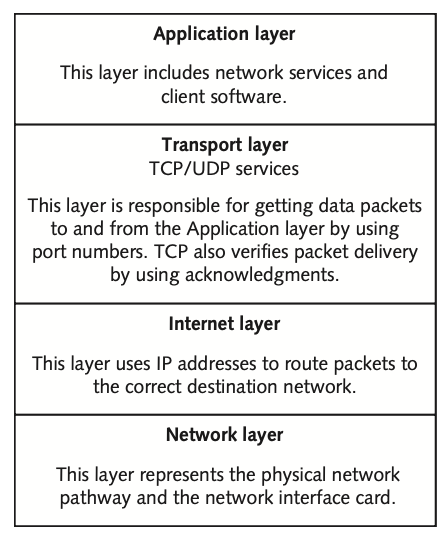 Application layer
This layer includes network services and
client software.
Transport layer
TCP/UDP services
This layer is responsible for getting data packets
to and from the Application layer by using
port numbers. TCP also verifies packet delivery
by using acknowledgments.
Internet layer
This layer uses IP addresses to route packets to
the correct destination network.
Network layer
This layer represents the physical network
pathway and the network interface card.